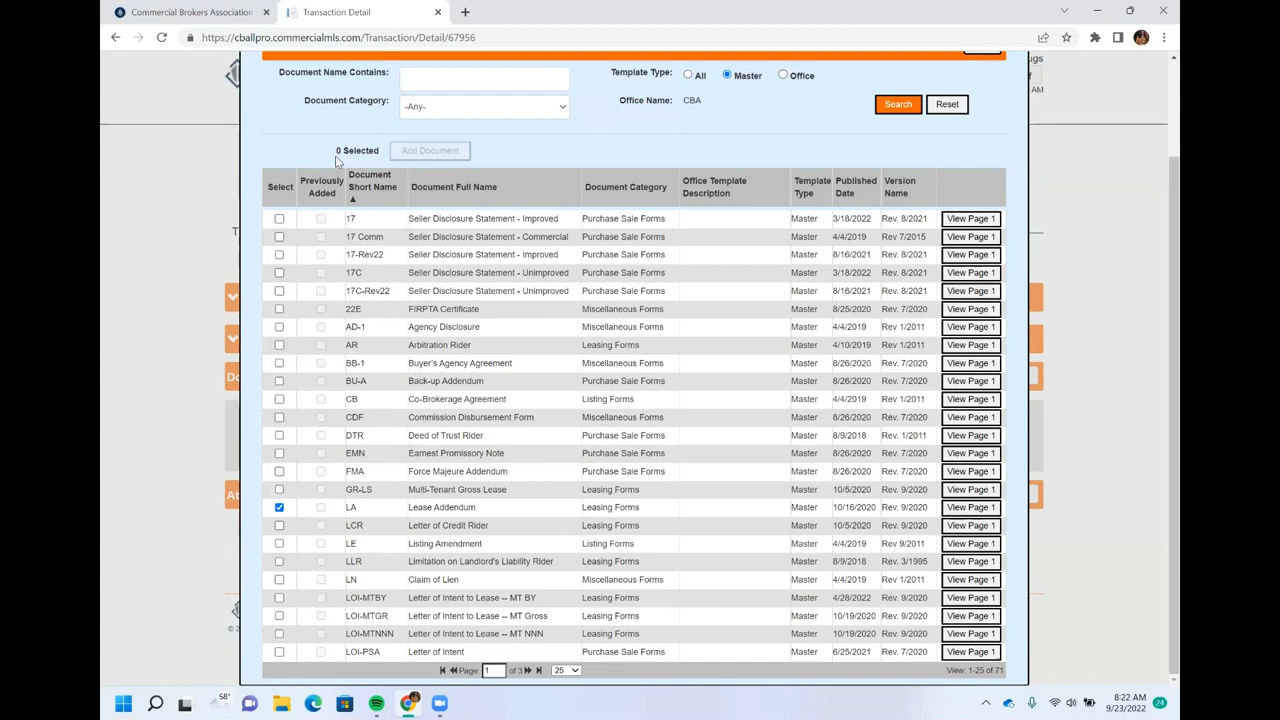 Commercial Brokers Association
Transaction Detail
https://cballpro.commercialmls.com/Transaction/Detail/67956
Document Name Contains:
Template Type: All Master Office
Document Category: -Any-
Office Name: CBA
Search Reset
0 Selected Add Document
Select Previously Added Document Short Name ▲ Document Full Name Document Category Office Template Description Template Type Published Date Version Name
17 Seller Disclosure Statement - Improved Purchase Sale Forms Master 3/18/2022 Rev. 8/2021 View Page 1
17 Comm Seller Disclosure Statement - Commercial Purchase Sale Forms Master 4/4/2019 Rev 7/2015 View Page 1
17-Rev22 Seller Disclosure Statement - Improved Purchase Sale Forms Master 8/16/2021 Rev. 8/2021 View Page 1
17C Seller Disclosure Statement - Unimproved Purchase Sale Forms Master 3/18/2022 Rev. 8/2021 View Page 1
17C-Rev22 Seller Disclosure Statement - Unimproved Purchase Sale Forms Master 8/16/2021 Rev. 8/2021 View Page 1
22E FIRPTA Certificate Miscellaneous Forms Master 8/25/2020 Rev. 7/2020 View Page 1
AD-1 Agency Disclosure Miscellaneous Forms Master 4/4/2019 Rev 1/2011 View Page 1
AR Arbitration Rider Leasing Forms Master 4/10/2019 Rev 1/2011 View Page 1
BB-1 Buyer's Agency Agreement Miscellaneous Forms Master 8/26/2020 Rev. 7/2020 View Page 1
BU-A Back-up Addendum Purchase Sale Forms Master 8/26/2020 Rev. 7/2020 View Page 1
CB Co-Brokerage Agreement Listing Forms Master 4/4/2019 Rev 1/2011 View Page 1
CDF Commission Disbursement Form Miscellaneous Forms Master 8/26/2020 Rev. 7/2020 View Page 1
DTR Deed of Trust Rider Purchase Sale Forms Master 8/9/2018 Rev. 1/2011 View Page 1
EMN Earnest Promissory Note Purchase Sale Forms Master 8/26/2020 Rev. 7/2020 View Page 1
FMA Force Majeure Addendum Purchase Sale Forms Master 8/26/2020 Rev. 7/2020 View Page 1
GR-LS Multi-Tenant Gross Lease Leasing Forms Master 10/5/2020 Rev. 9/2020 View Page 1
LA Lease Addendum Leasing Forms Master 10/16/2020 Rev. 9/2020 View Page 1
LCR Letter of Credit Rider Leasing Forms Master 10/5/2020 Rev. 9/2020 View Page 1
LE Listing Amendment Listing Forms Master 4/4/2019 Rev 9/2011 View Page 1
LLR Limitation on Landlord's Liability Rider Leasing Forms Master 8/9/2018 Rev. 3/1995 View Page 1
LN Claim of Lien Miscellaneous Forms Master 4/4/2019 Rev 1/2011 View Page 1
LOI-MTBY Letter of Intent to Lease -- MT BY Leasing Forms Master 4/28/2022 Rev. 9/2020 View Page 1
LOI-MTGR Letter of Intent to Lease -- MT Gross Leasing Forms Master 10/19/2020 Rev. 9/2020 View Page 1
LOI-MTNNN Letter of Intent to Lease -- MT NNN Leasing Forms Master 10/19/2020 Rev. 9/2020 View Page 1
LOI-PSA Letter of Intent Purchase Sale Forms Master 6/25/2021 Rev. 7/2020 View Page 1
Page: 1 of 3 25 View: 1-25 of 71
58°
8:22 AM
9/23/2022
24